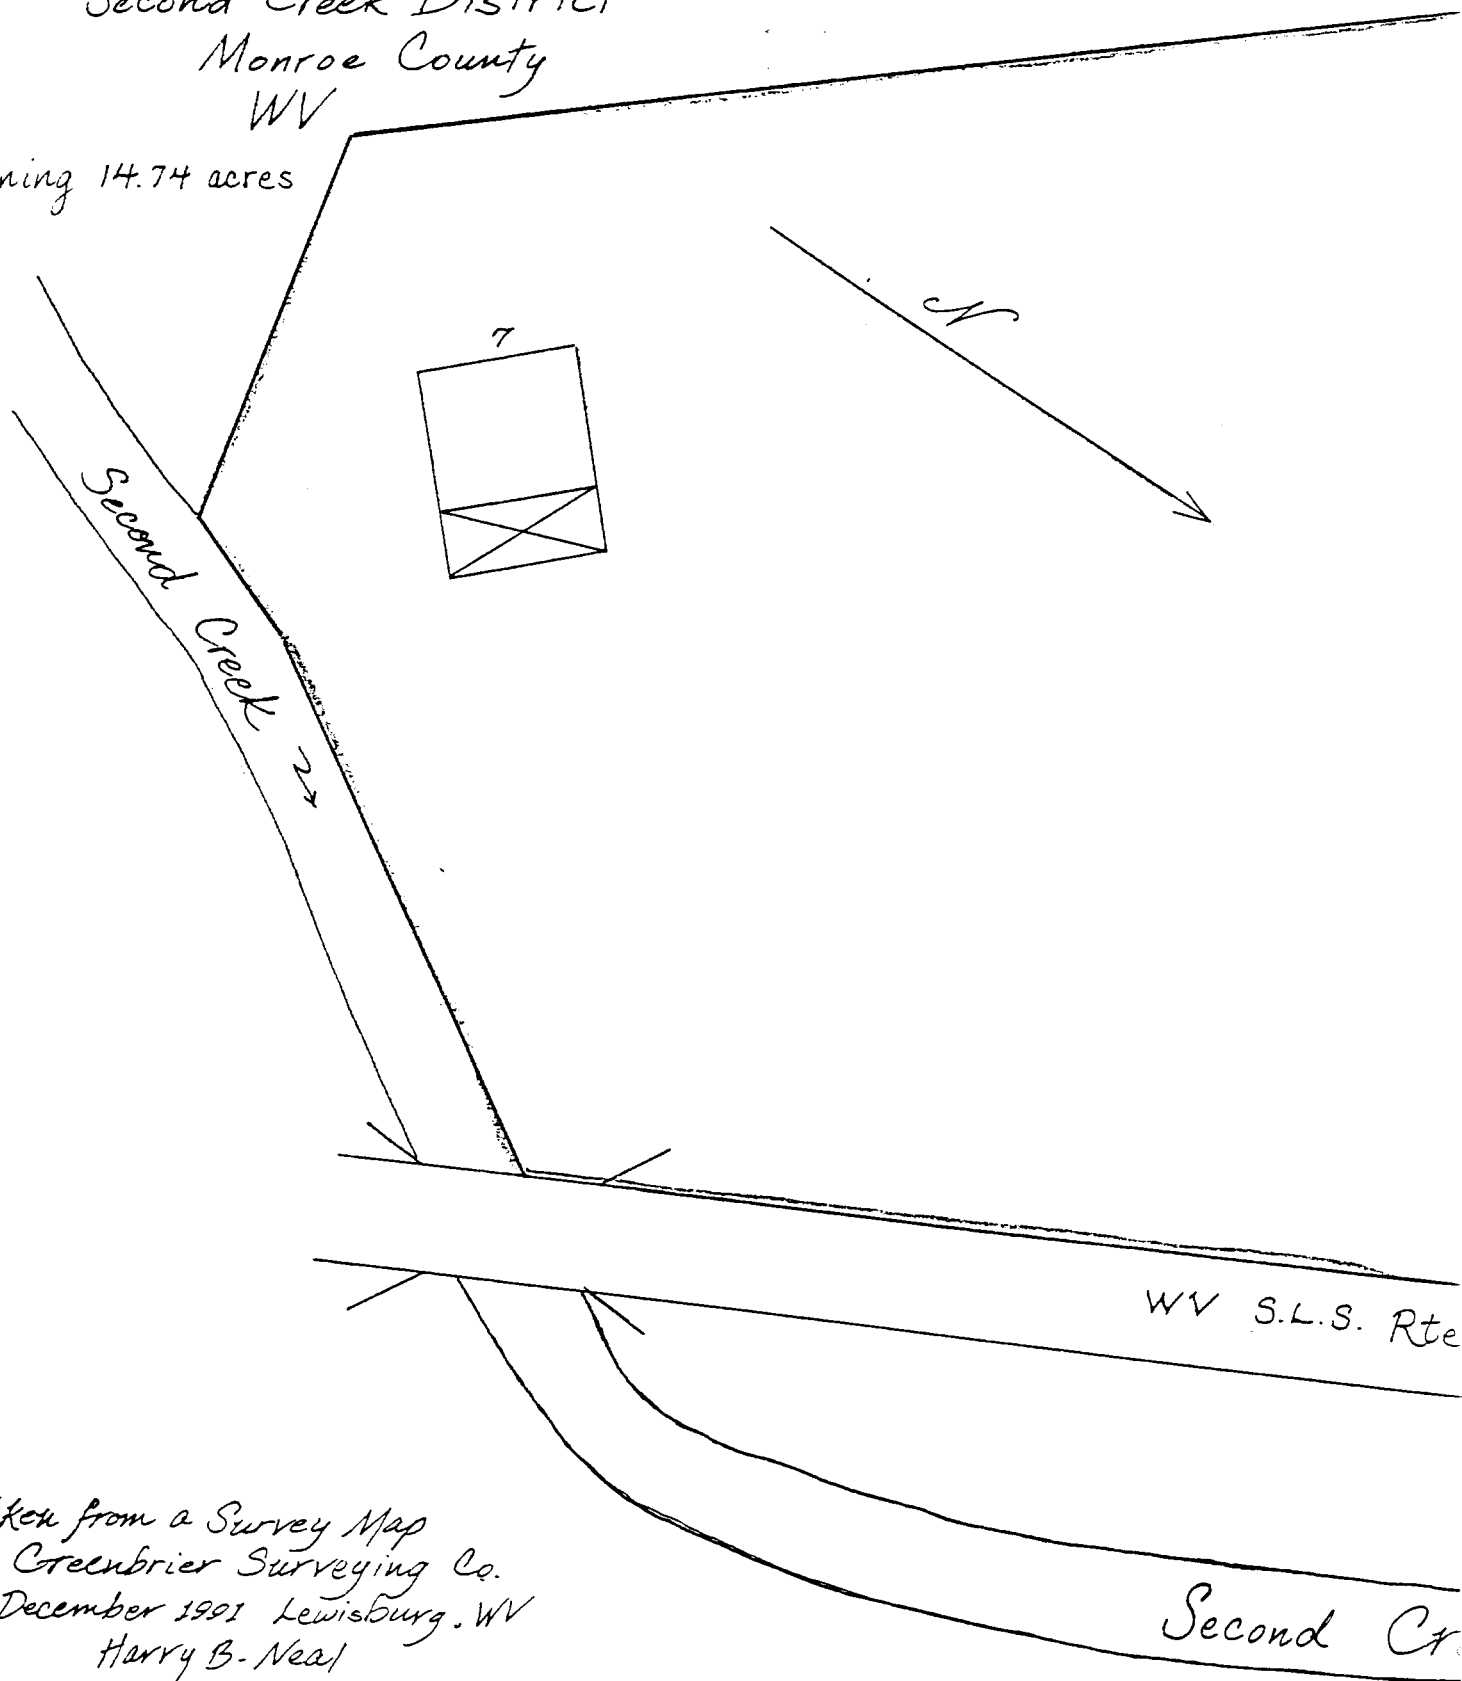 Second Creek District
Monroe County
WV
ning 14.74 acres
N
7
Second Creek
WV S.L.S. Rte
ken from a Survey Map
Greenbrier Surveying Co.
December 1991 Lewisburg. WV
Harry B. Neal
Second Cr